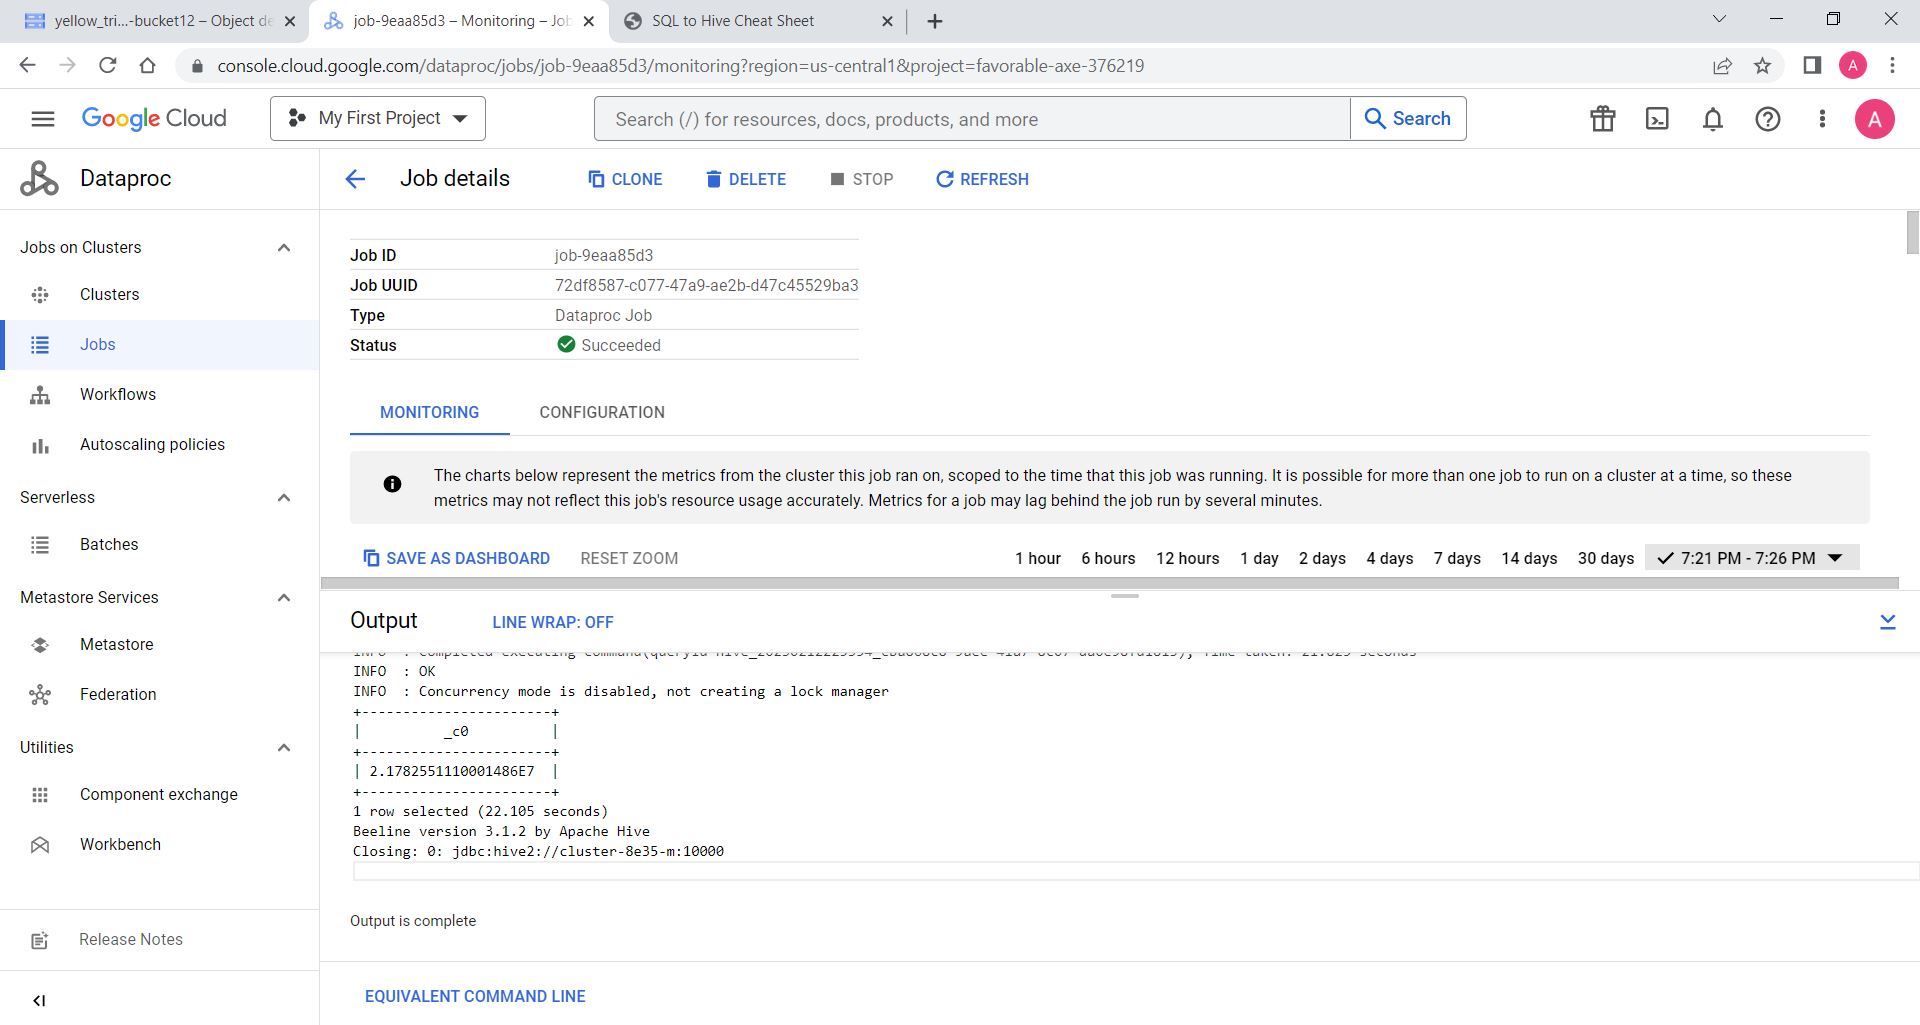 yellow_tri...-bucket12 – Object de
job-9eaa85d3 – Monitoring – Job
SQL to Hive Cheat Sheet
console.cloud.google.com/dataproc/jobs/job-9eaa85d3/monitoring?region=us-central1&project=favorable-axe-376219
A
Google Cloud
My First Project
Search (/) for resources, docs, products, and more
Search
A
Dataproc
Job details
CLONE
DELETE
STOP
REFRESH
Jobs on Clusters
Clusters
Jobs
Workflows
Autoscaling policies
Serverless
Batches
Metastore Services
Metastore
Federation
Utilities
Component exchange
Workbench
Release Notes
Job ID job-9eaa85d3
Job UUID 72df8587-c077-47a9-ae2b-d47c45529ba3
Type Dataproc Job
Status Succeeded
MONITORING
CONFIGURATION
The charts below represent the metrics from the cluster this job ran on, scoped to the time that this job was running. It is possible for more than one job to run on a cluster at a time, so these
metrics may not reflect this job's resource usage accurately. Metrics for a job may lag behind the job run by several minutes.
SAVE AS DASHBOARD
RESET ZOOM
1 hour 6 hours 12 hours 1 day 2 days 4 days 7 days 14 days 30 days 7:21 PM - 7:26 PM
Output
LINE WRAP: OFF
INFO : Completed executing command
INFO : OK
INFO : Concurrency mode is disabled, not creating a lock manager
+-----------------------+
| _c0 |
+-----------------------+
| 2.1782551110001486E7 |
+-----------------------+
1 row selected (22.105 seconds)
Beeline version 3.1.2 by Apache Hive
Closing: 0: jdbc:hive2://cluster-8e35-m:10000
Output is complete
EQUIVALENT COMMAND LINE